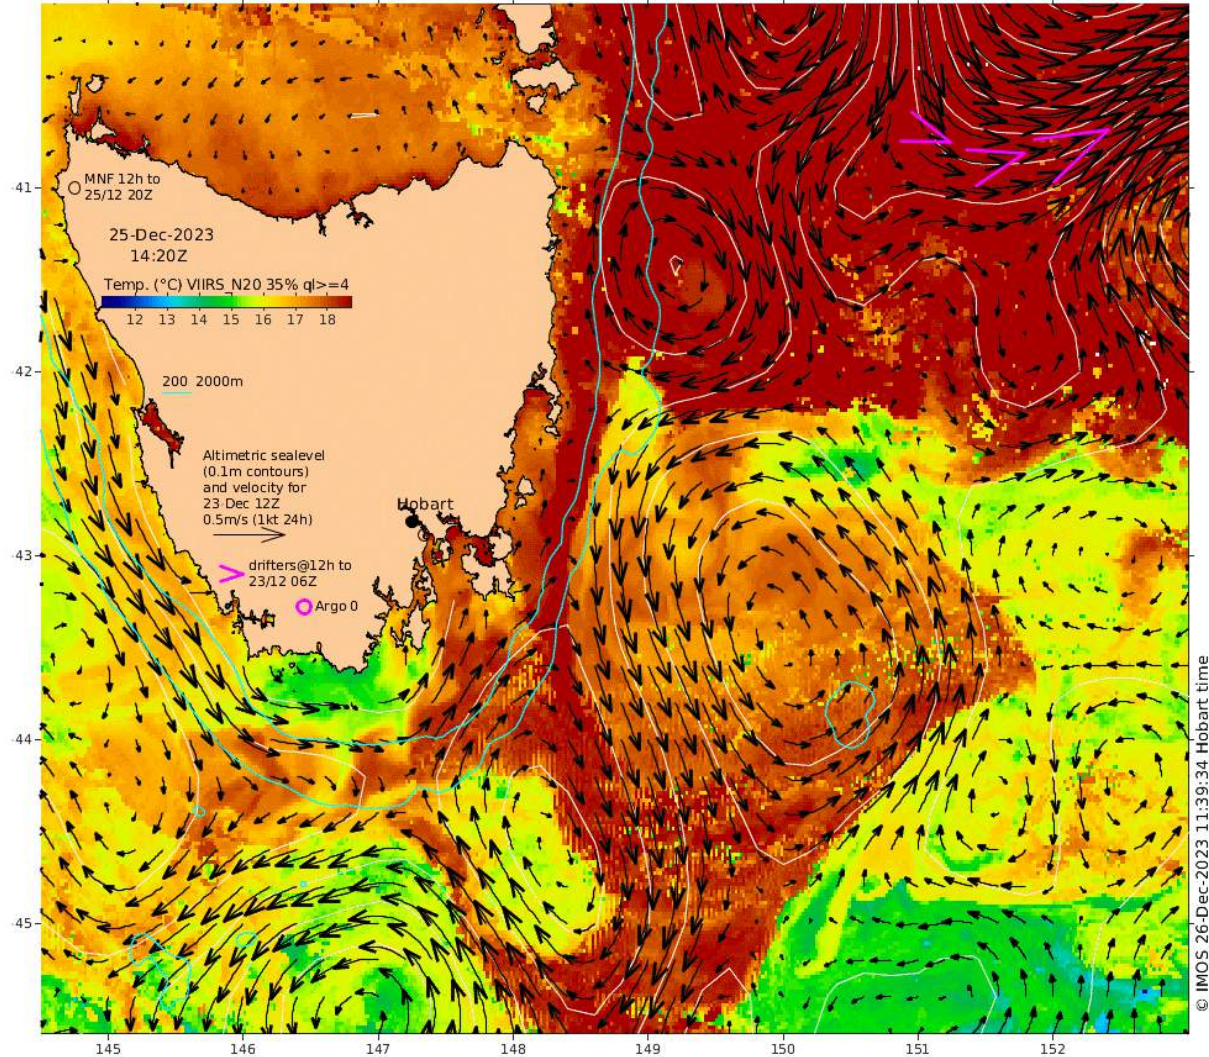 -41
MNF 12h to
25/12 20Z
25-Dec-2023
14:20Z
Temp. (°C) VIIRS_N20 35% ql>=4
12 13 14 15 16 17 18
-42
200 2000m
Altimetric sealevel
(0.1m contours)
and velocity for
23 Dec 12Z
0.5m/s (1kt 24h)
Hobart
-43
drifters@12h to
23/12 06Z
Argo 0
-44
-45
145 146 147 148 149 150 151 152
© IMOS 26-Dec-2023 11:39:34 Hobart time